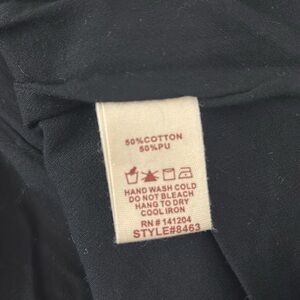 50%COTTON
50%PU
HAND WASH COLD
DO NOT BLEACH
HANG TO DRY
COOL IRON
RN # 141204
STYLE#8463